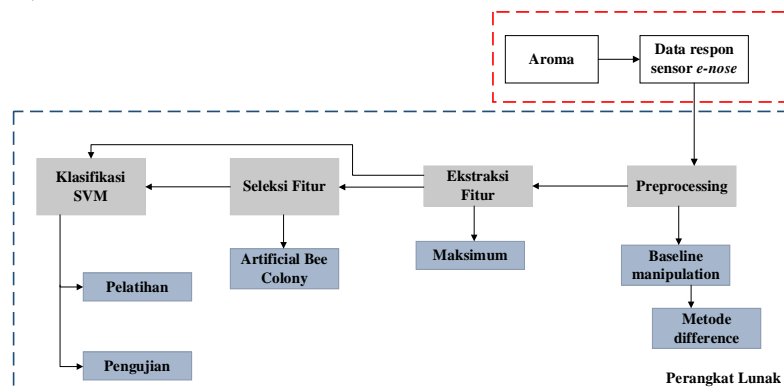 Aroma
Data respon
sensor e-nose
Klasifikasi
SVM
Seleksi Fitur
Ekstraksi
Fitur
Preprocessing
Artificial Bee
Colony
Maksimum
Baseline
manipulation
Pelatihan
Metode
difference
Pengujian
Perangkat Lunak